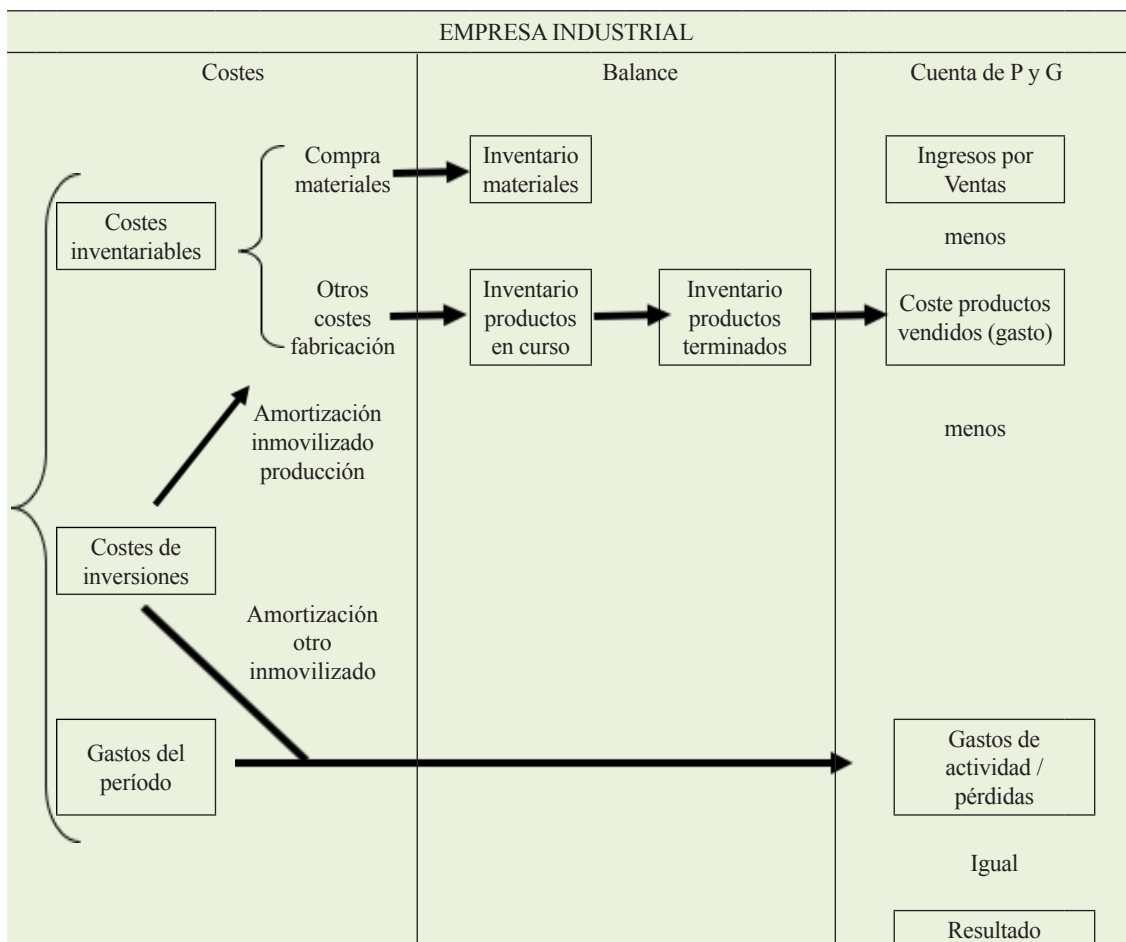 EMPRESA INDUSTRIAL
Costes
Balance
Cuenta de P y G
Costes
inventariables
Compra
materiales
Inventario
materiales
Ingresos por
Ventas
menos
Otros
costes
fabricación
Inventario
productos
en curso
Inventario
productos
terminados
Coste productos
vendidos (gasto)
Amortización
inmovilizado
producción
menos
Costes de
inversiones
Amortización
otro
inmovilizado
Gastos del
período
Gastos de
actividad /
pérdidas
Igual
Resultado